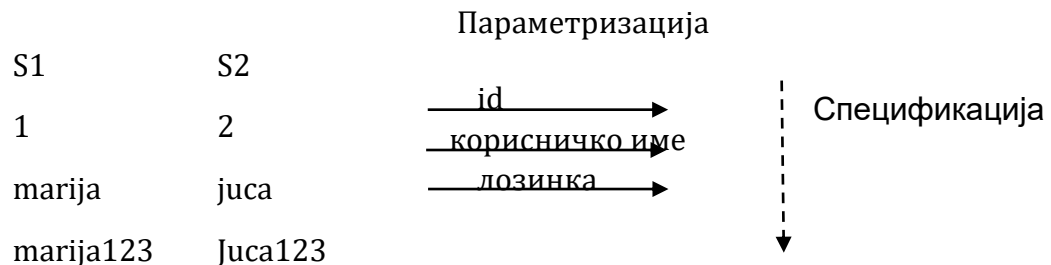 Параметризација
S1 S2
id
Спецификација
1 2
корисничко име
marija juca
лозинка
marija123 Juca123